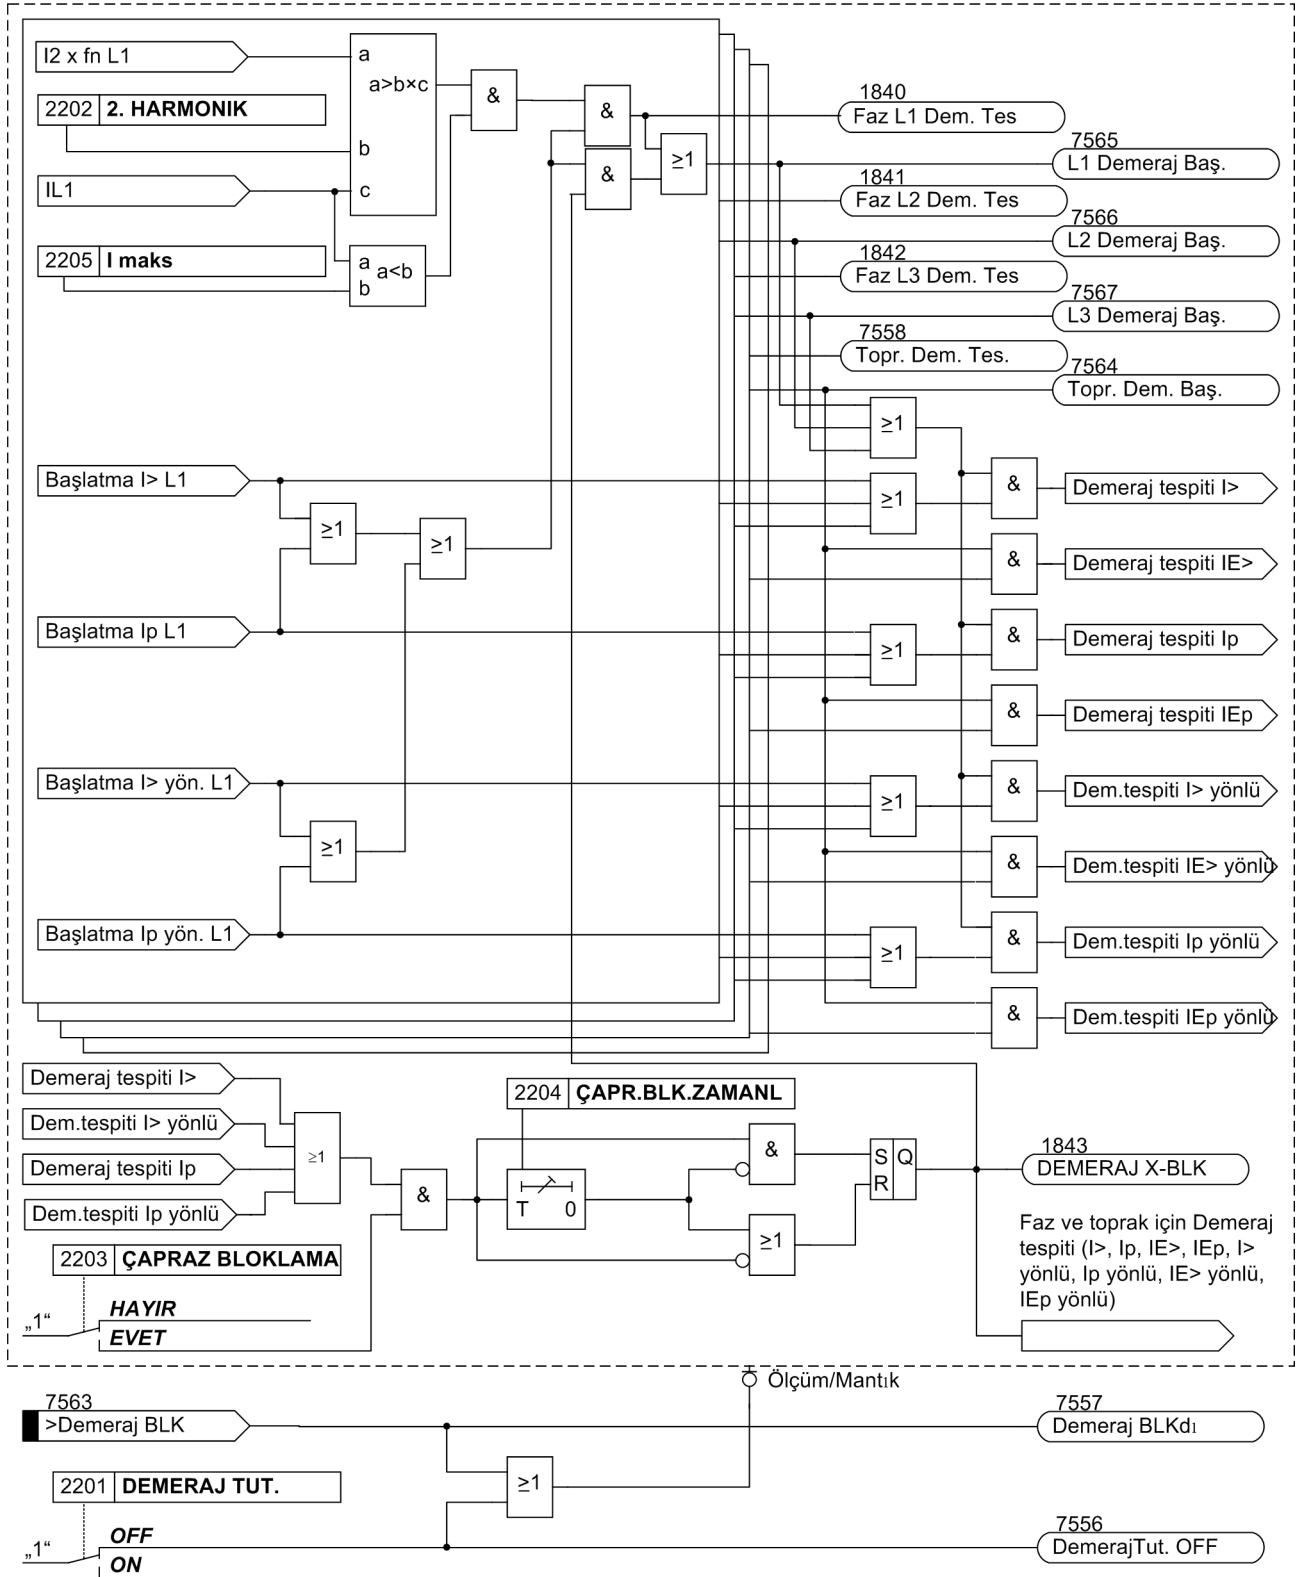 I2 x fn L1
a
a>b×c
b
c
2202 2. HARMONIK
IL1
2205 I maks
a
b
a<b
&
&
&
≥1
1840
Faz L1 Dem. Tes
7565
L1 Demeraj Baş.
1841
Faz L2 Dem. Tes
7566
L2 Demeraj Baş.
1842
Faz L3 Dem. Tes
7567
L3 Demeraj Baş.
7558
Topr. Dem. Tes.
7564
Topr. Dem. Baş.
≥1
Başlatma I> L1
≥1
≥1
≥1
&
Demeraj tespiti I>
&
Demeraj tespiti IE>
Başlatma Ip L1
≥1
&
Demeraj tespiti Ip
&
Demeraj tespiti IEp
Başlatma I> yön. L1
≥1
≥1
&
Dem.tespiti I> yönlü
&
Dem.tespiti IE> yönlü
Başlatma Ip yön. L1
≥1
&
Dem.tespiti Ip yönlü
&
Dem.tespiti IEp yönlü
Demeraj tespiti I>
Dem.tespiti I> yönlü
Demeraj tespiti Ip
Dem.tespiti Ip yönlü
≥1
&
2204 ÇAPR.BLK.ZAMANL
T 0
&
≥1
S Q
R
1843
DEMERAJ X-BLK
2203 ÇAPRAZ BLOKLAMA
„1“
HAYIR
EVET
Faz ve toprak için Demeraj
tespiti (I>, Ip, IE>, IEp, I>
yönlü, Ip yönlü, IE> yönlü,
IEp yönlü)
Ölçüm/Mantık
7563
>Demeraj BLK
7557
Demeraj BLKdı
2201 DEMERAJ TUT.
≥1
„1“
OFF
ON
7556
DemerajTut. OFF